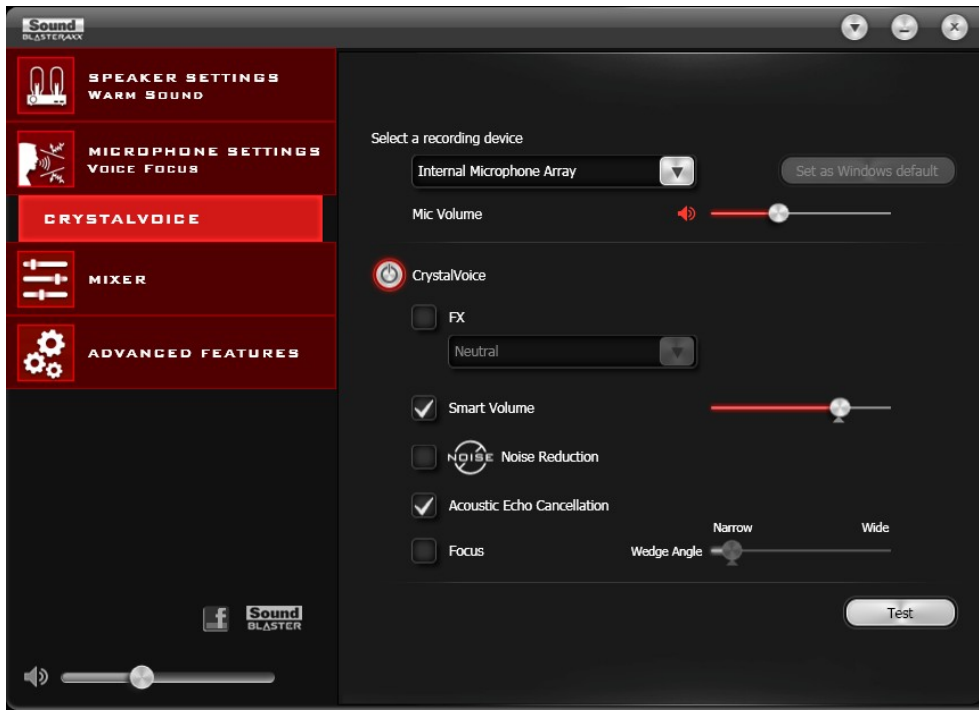 Sound
BLASTERAXX
SPEAKER SETTINGS
WARM SOUND
MICROPHONE SETTINGS
VOICE FOCUS
CRYSTALVOICE
MIXER
ADVANCED FEATURES
Sound
BLASTER
Select a recording device
Internal Microphone Array
Set as Windows default
Mic Volume
CrystalVoice
FX
Neutral
Smart Volume
NOISE Noise Reduction
Acoustic Echo Cancellation
Narrow Wide
Focus Wedge Angle
Test